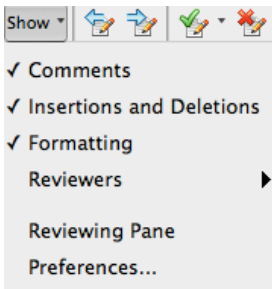 Show
Comments
Insertions and Deletions
Formatting
Reviewers
Reviewing Pane
Preferences...